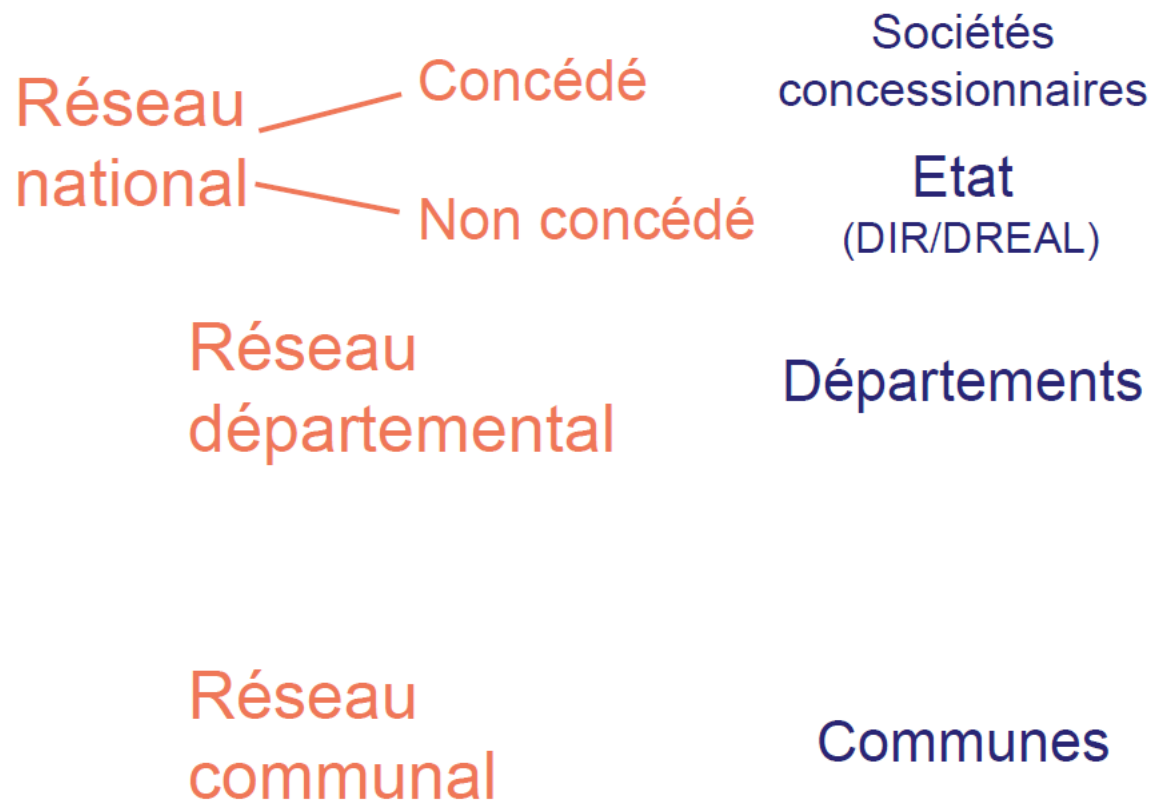 Réseau
national
Concédé
Sociétés
concessionnaires
Non concédé
Etat
(DIR/DREAL)
Réseau
départemental
Départements
Réseau
communal
Communes